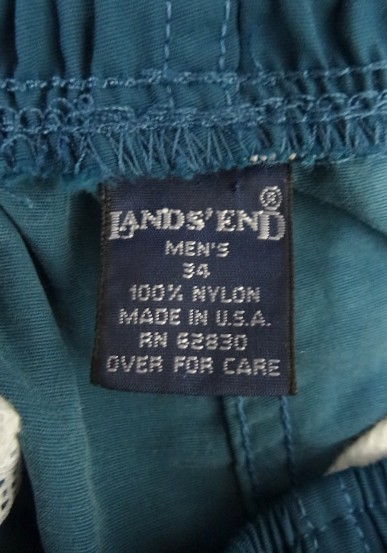 LANDS' END®
MEN'S
34
100% NYLON
MADE IN U.S.A.
RN 62830
OVER FOR CARE